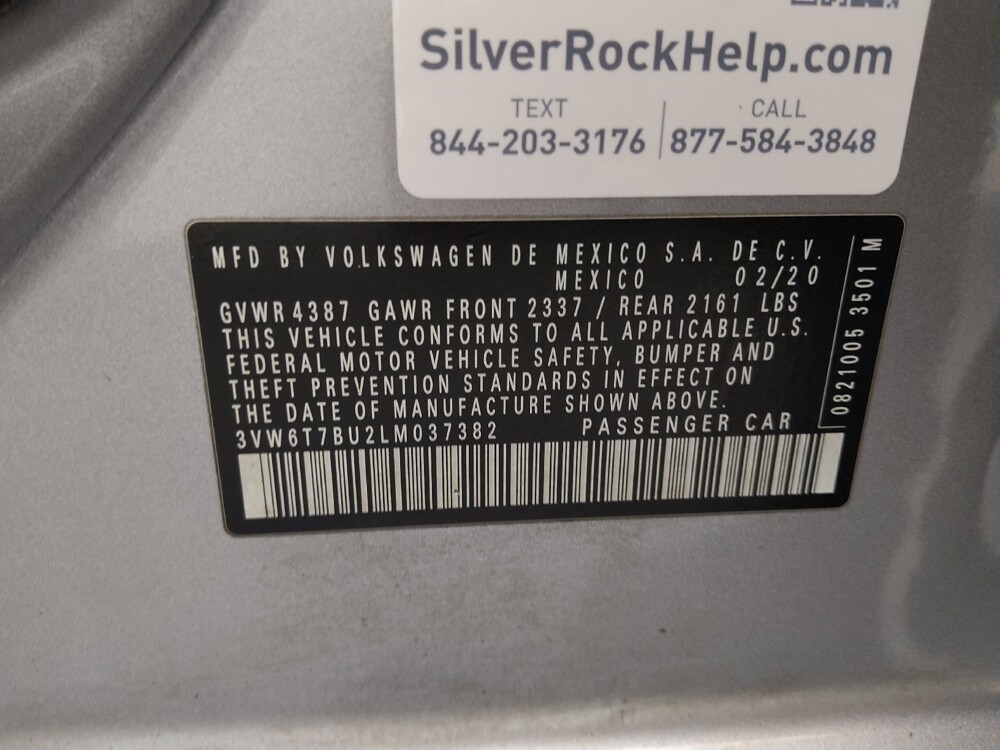 SilverRockHelp.com
TEXT
844-203-3176
CALL
877-584-3848
MFD BY VOLKSWAGEN DE MEXICO S.A. DE C.V.
MEXICO 02/20
GVWR 4387 GAWR FRONT 2337 / REAR 2161 LBS
THIS VEHICLE CONFORMS TO ALL APPLICABLE U.S.
FEDERAL MOTOR VEHICLE SAFETY, BUMPER AND
THEFT PREVENTION STANDARDS IN EFFECT ON
THE DATE OF MANUFACTURE SHOWN ABOVE.
3VW6T7BU2LM037382 PASSENGER CAR
0821005 3501 M